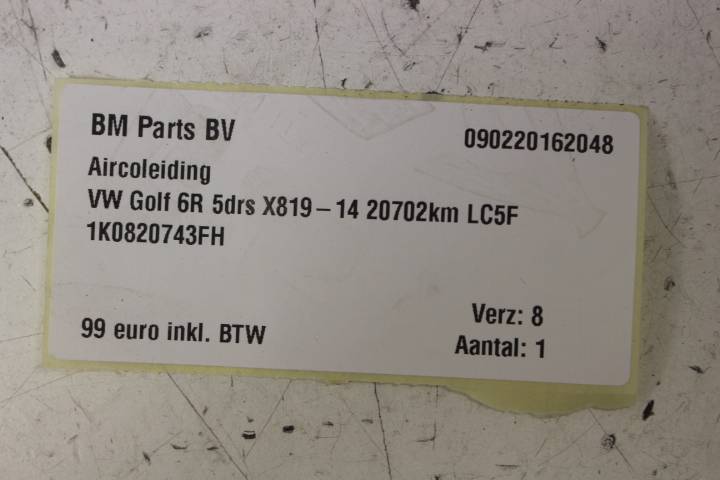 BM Parts BV 090220162048
Aircoleiding
VW Golf 6R 5drs X819-14 20702km LC5F
1K0820743FH
Verz: 8
99 euro inkl. BTW
Aantal: 1